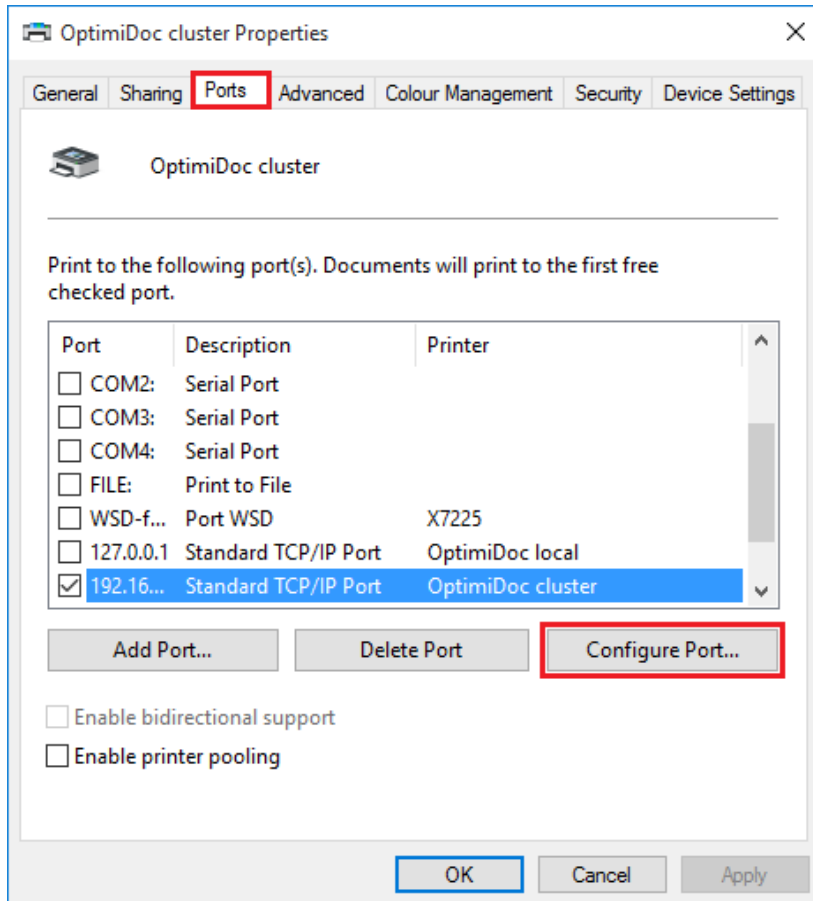 OptimiDoc cluster Properties
General Sharing Ports Advanced Colour Management Security Device Settings
OptimiDoc cluster
Print to the following port(s). Documents will print to the first free
checked port.
Port Description Printer
COM2: Serial Port
COM3: Serial Port
COM4: Serial Port
FILE: Print to File
WSD-f... Port WSD X7225
127.0.0.1 Standard TCP/IP Port OptimiDoc local
192.16... Standard TCP/IP Port OptimiDoc cluster
Add Port... Delete Port Configure Port...
Enable bidirectional support
Enable printer pooling
OK Cancel Apply